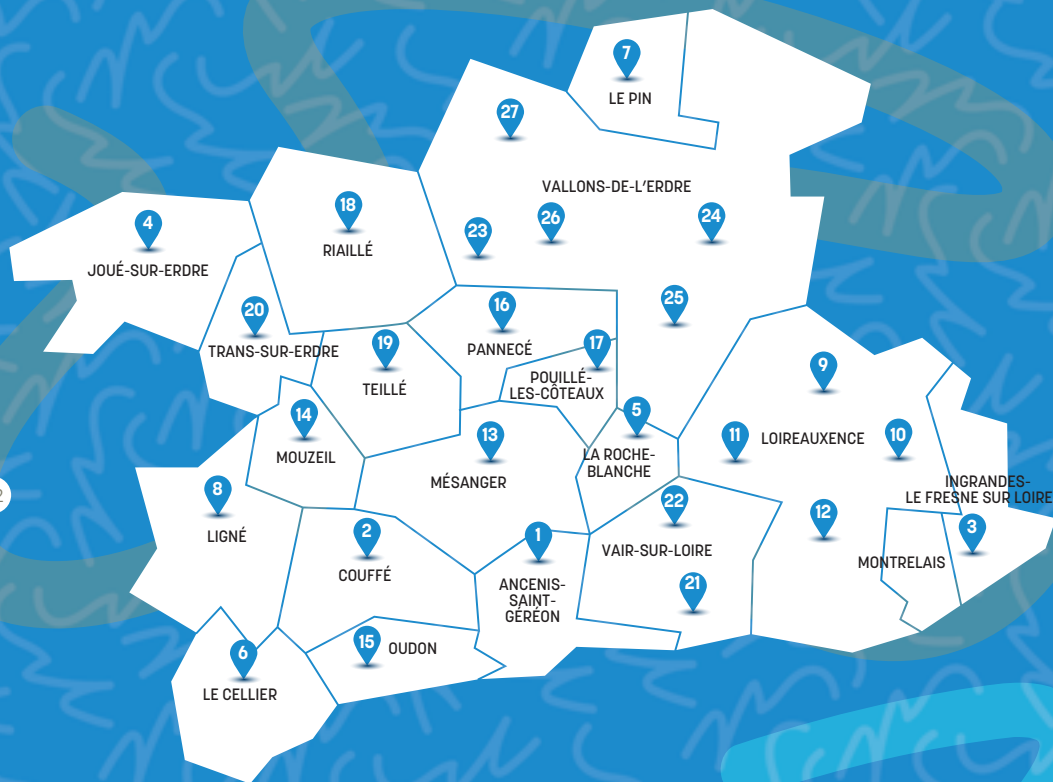 7
LE PIN
27
VALLONS-DE-L'ERDRE
18
RIAILLÉ
4
JOUÉ-SUR-ERDRE
23
26
24
25
20
TRANS-SUR-ERDRE
16
PANNECÉ
19
TEILLÉ
17
POUILLÉ-
LES-CÔTEAUX
9
14
MOUZEIL
13
MÉSANGER
5
LA ROCHE-
BLANCHE
11
LOIREAUXENCE
10
INGRANDES-
LE FRESNE SUR LOIRE
8
LIGNÉ
2
COUFFÉ
1
ANCENIS-
SAINT-
GÉRÉON
22
VAIR-SUR-LOIRE
21
12
MONTRELAIS
3
6
LE CELLIER
15
OUDON
2